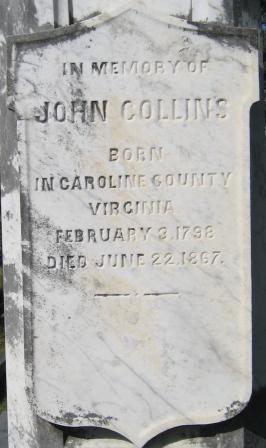 IN MEMORY OF
JOHN COLLINS
BORN
IN CAROLINE COUNTY
VIRGINIA
FEBRUARY 3, 1798
DIED JUNE 22, 1867.